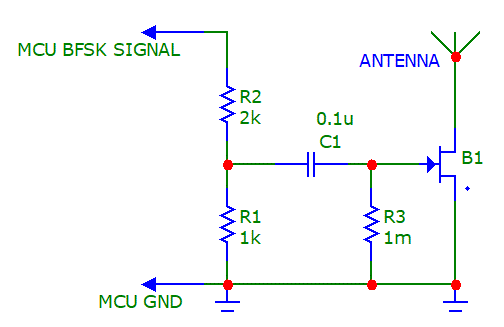 MCU BFSK SIGNAL
ANTENNA
R2
2k
0.1u
C1
B1
R1
1k
R3
1m
MCU GND